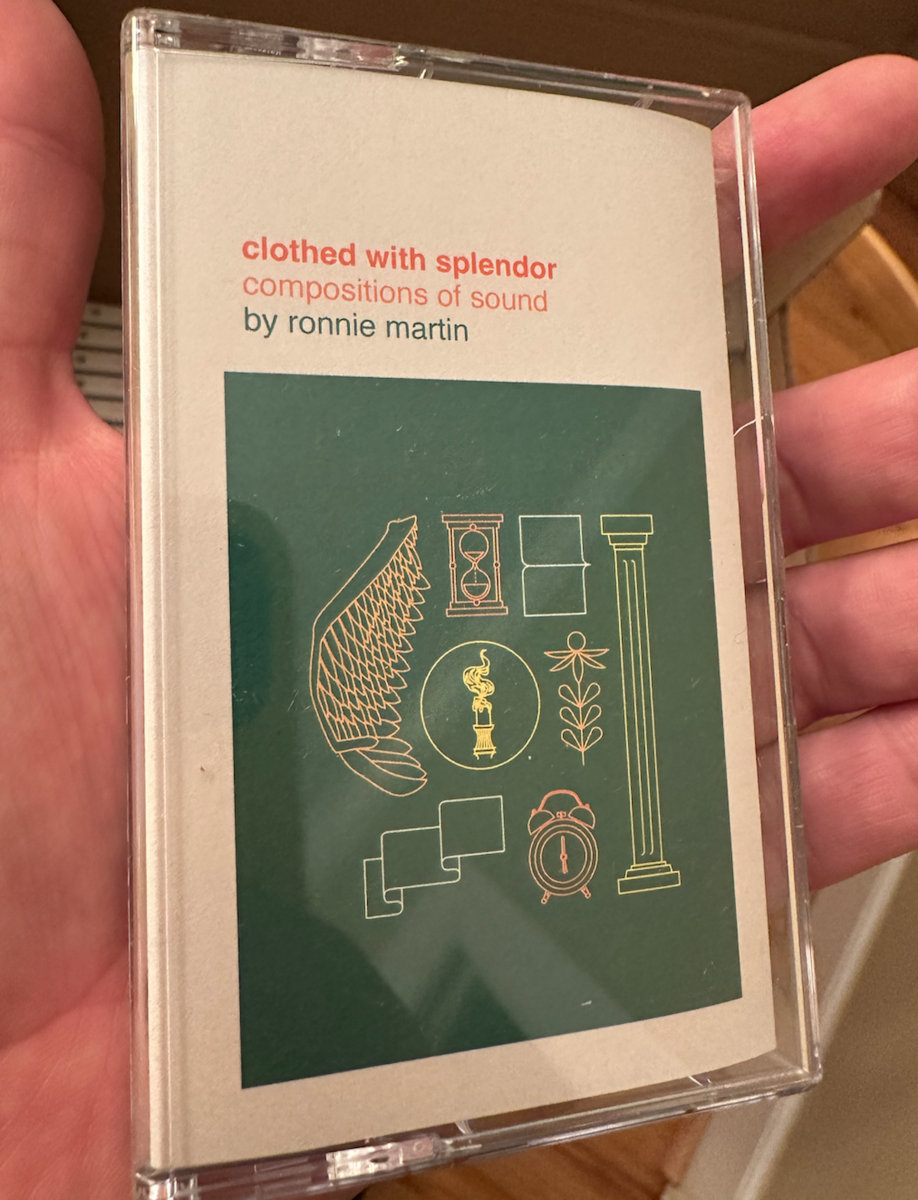 clothed with splendor
compositions of sound
by ronnie martin